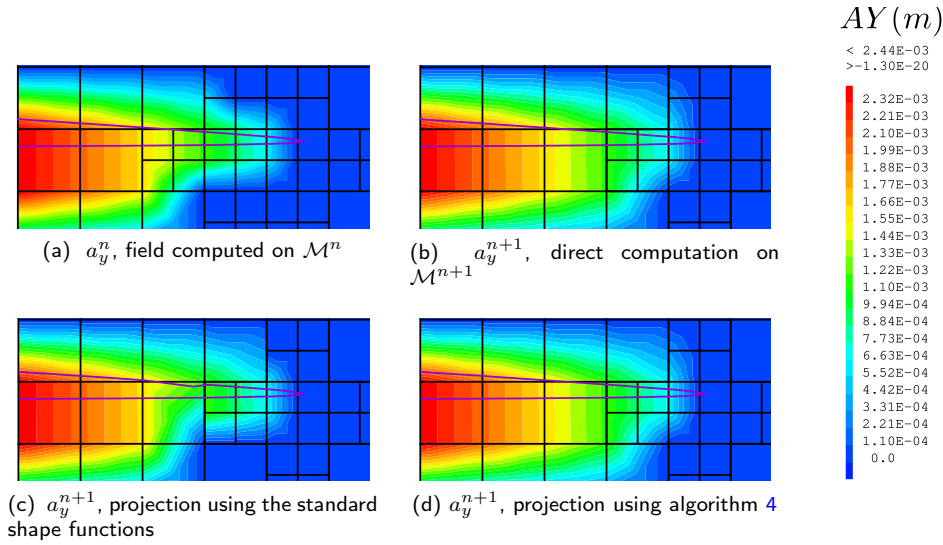 AY(m)
< 2.44E-03
>-1.30E-20
2.32E-03
2.21E-03
2.10E-03
1.99E-03
1.88E-03
1.77E-03
1.66E-03
1.55E-03
1.44E-03
1.33E-03
1.22E-03
1.10E-03
9.94E-04
8.84E-04
7.73E-04
6.63E-04
5.52E-04
4.42E-04
3.31E-04
2.21E-04
1.10E-04
0.0
(a) a_y^n, field computed on M^n
(b) a_y^{n+1}, direct computation on
M^{n+1}
(c) a_y^{n+1}, projection using the standard
shape functions
(d) a_y^{n+1}, projection using algorithm 4